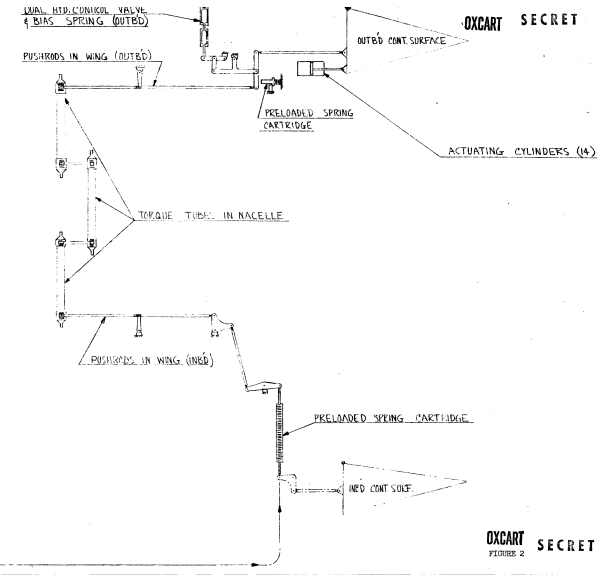 DUAL HYD. CONTROL VALVE
& BIAS SPRING (OUTBD)
OXCART SECRET
OUTB'D CONT. SURFACE
PUSHRODS IN WING (OUTB'D)
PRELOADED SPRING
CARTRIDGE
ACTUATING CYLINDERS (14)
TORQUE TUBES IN NACELLE
PUSHRODS IN WING (INB'D)
PRELOADED SPRING CARTRIDGE
INB'D CONT SURF.
OXCART SECRET
FIGURE 2